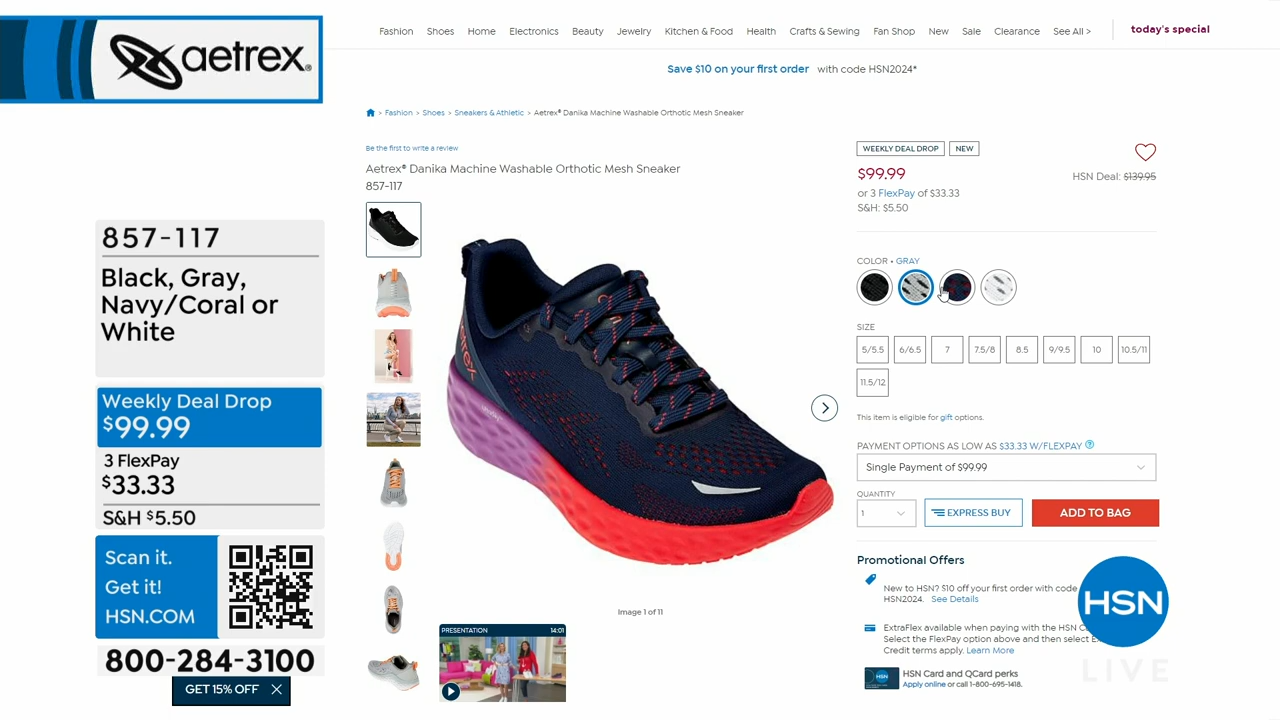 aetrex®
Fashion Shoes Home Electronics Beauty Jewelry Kitchen & Food Health Crafts & Sewing Fan Shop New Sale Clearance See All > today's special
Save $10 on your first order with code HSN2024*
> Fashion > Shoes > Sneakers & Athletic > Aetrex® Danika Machine Washable Orthotic Mesh Sneaker
Be the first to write a review
Aetrex® Danika Machine Washable Orthotic Mesh Sneaker
857-117
WEEKLY DEAL DROP NEW
$99.99
HSN Deal: $139.95
or 3 FlexPay of $33.33
S&H: $5.50
COLOR • GRAY
SIZE
5/5.5 6/6.5 7 7.5/8 8.5 9/9.5 10 10.5/11
11.5/12
This item is eligible for gift options.
PAYMENT OPTIONS AS LOW AS $33.33 W/FLEXPAY ?
Single Payment of $99.99
QUANTITY
1 EXPRESS BUY ADD TO BAG
Promotional Offers
New to HSN? $10 off your first order with code
HSN2024. See Details
ExtraFlex available when paying with the HSN
Select the FlexPay option above and then select
Credit terms apply. Learn More
HSN Card and QCard perks
Apply online or call 1-800-695-1418.
HSN
LIVE
Image 1 of 11
PRESENTATION 14:01
857-117
Black, Gray,
Navy/Coral or
White
Weekly Deal Drop
$99.99
3 FlexPay
$33.33
S&H $5.50
Scan it.
Get it!
HSN.COM
800-284-3100
GET 15% OFF